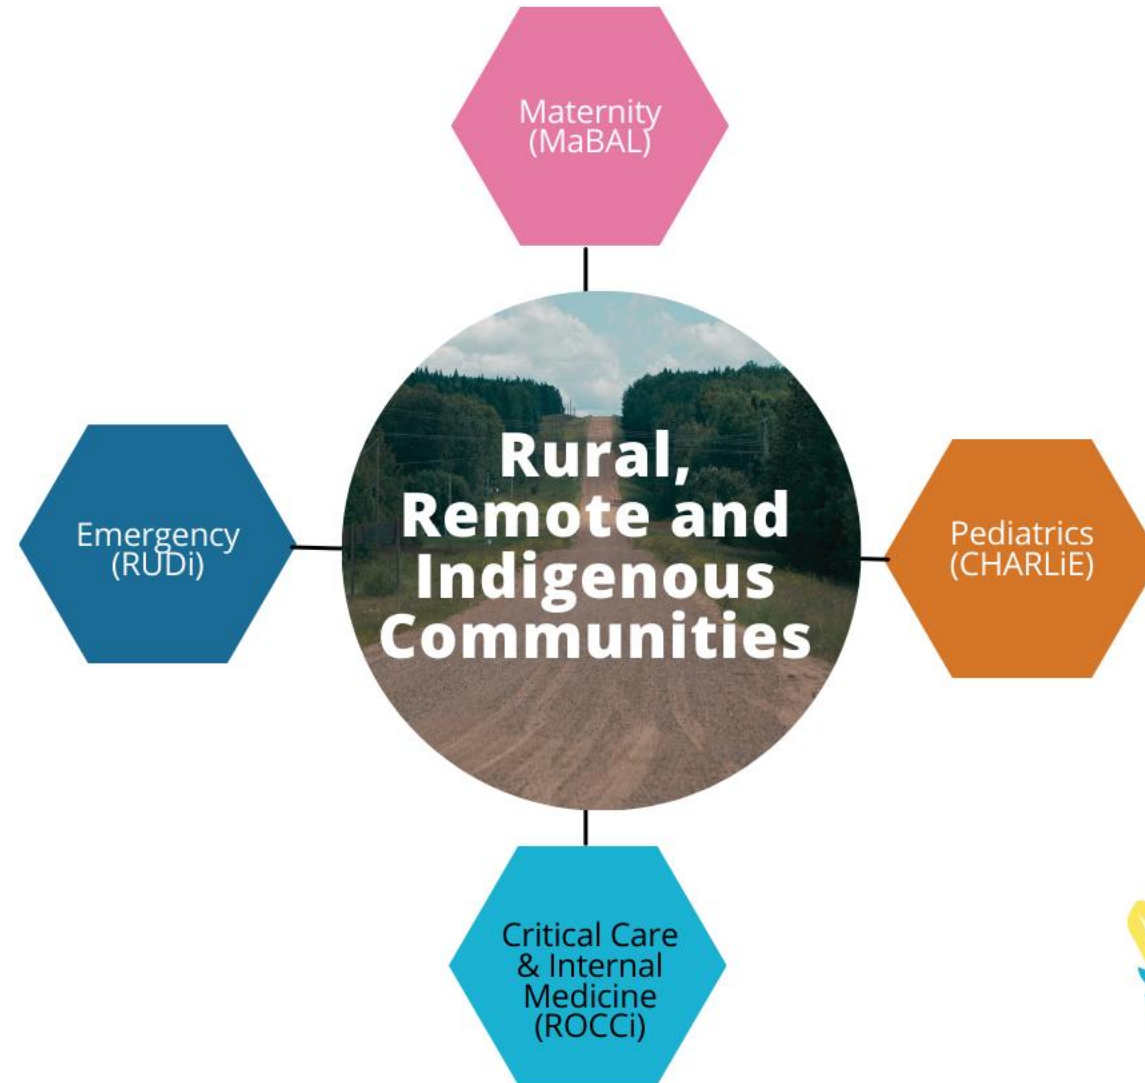 Maternity
(MaBAL)
Rural,
Remote and
Indigenous
Communities
Emergency
(RUDi)
Pediatrics
(CHARLiE)
Critical Care
& Internal
Medicine
(ROCCi)